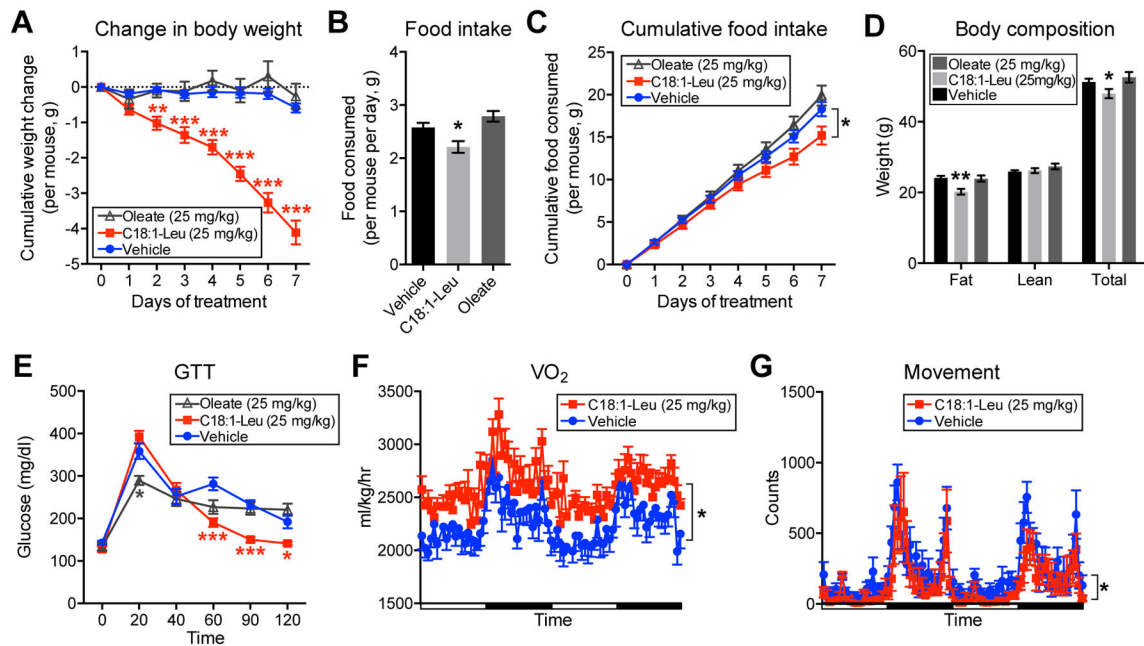 A
Change in body weight
Cumulative weight change
(per mouse, g)
1
0
-1
-2
-3
-4
-5
**
***
***
***
***
***
Oleate (25 mg/kg)
C18:1-Leu (25 mg/kg)
Vehicle
0 1 2 3 4 5 6 7
Days of treatment
B
Food intake
Food consumed
(per mouse per day, g)
4
3
2
1
0
*
Vehicle
C18:1-Leu
Oleate
C
Cumulative food intake
Cumulative food consumed
(per mouse, g)
25
20
15
10
5
0
Oleate (25 mg/kg)
C18:1-Leu (25 mg/kg)
Vehicle
*
0 1 2 3 4 5 6 7
Days of treatment
D
Body composition
Weight (g)
60
40
20
0
Oleate (25 mg/kg)
C18:1-Leu (25mg/kg)
Vehicle
**
*
Fat Lean Total
E
GTT
Glucose (mg/dl)
500
400
300
200
100
0
Oleate (25 mg/kg)
C18:1-Leu (25 mg/kg)
Vehicle
*
***
***
*
0 20 40 60 90 120
Time
F
VO2
ml/kg/hr
3500
3000
2500
2000
1500
C18:1-Leu (25 mg/kg)
Vehicle
*
Time
G
Movement
Counts
1500
1000
500
0
C18:1-Leu (25 mg/kg)
Vehicle
*
Time